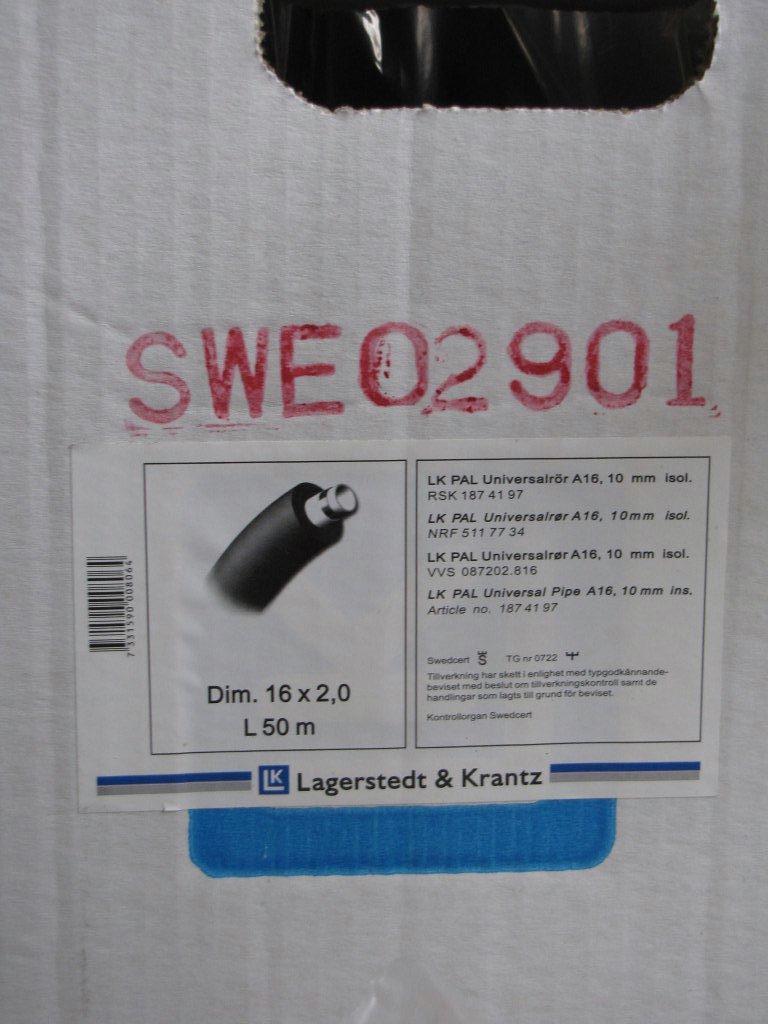 SWE02901
LK PAL Universalrör A16, 10 mm isol.
RSK 187 41 97
LK PAL Universalrør A16, 10mm isol.
NRF 511 77 34
LK PAL Universalrør A16, 10 mm isol.
VVS 087202.816
LK PAL Universal Pipe A16, 10 mm ins.
Article no. 187 41 97
7 331590 008064
Dim. 16 x 2,0
L 50 m
Swedcert S TG nr 0722
Tillverkning har skett i enlighet med typgodkännande-
beviset med beslut om tillverkningskontroll samt de
handlingar som lagts till grund för beviset.
Kontrollorgan Swedcert
LK Lagerstedt & Krantz